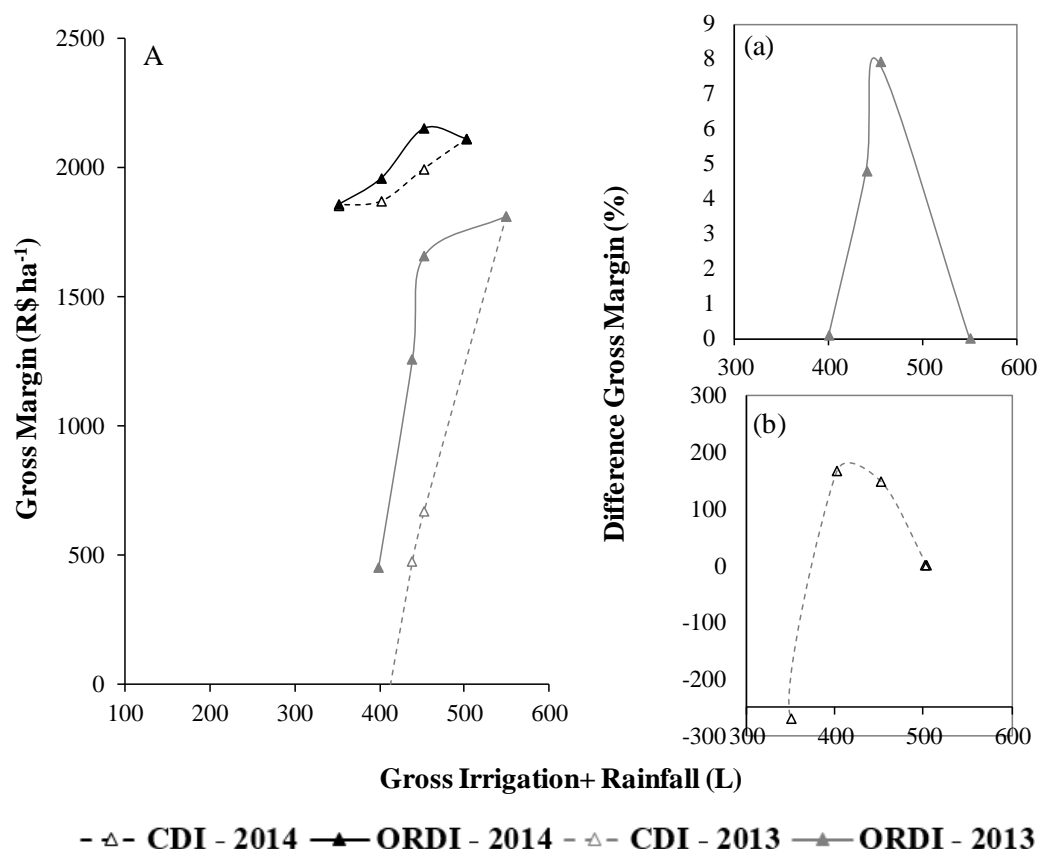 A
2500
2000
1500
1000
500
0
100 200 300 400 500 600
Gross Margin (R$ ha-1)
(a)
9
8
7
6
5
4
3
2
1
0
300 400 500 600
Difference Gross Margin (%)
(b)
300
200
100
0
-100
-200
-300
300 400 500 600
Gross Irrigation+ Rainfall (L)
CDI - 2014 ORDI - 2014 CDI - 2013 ORDI - 2013